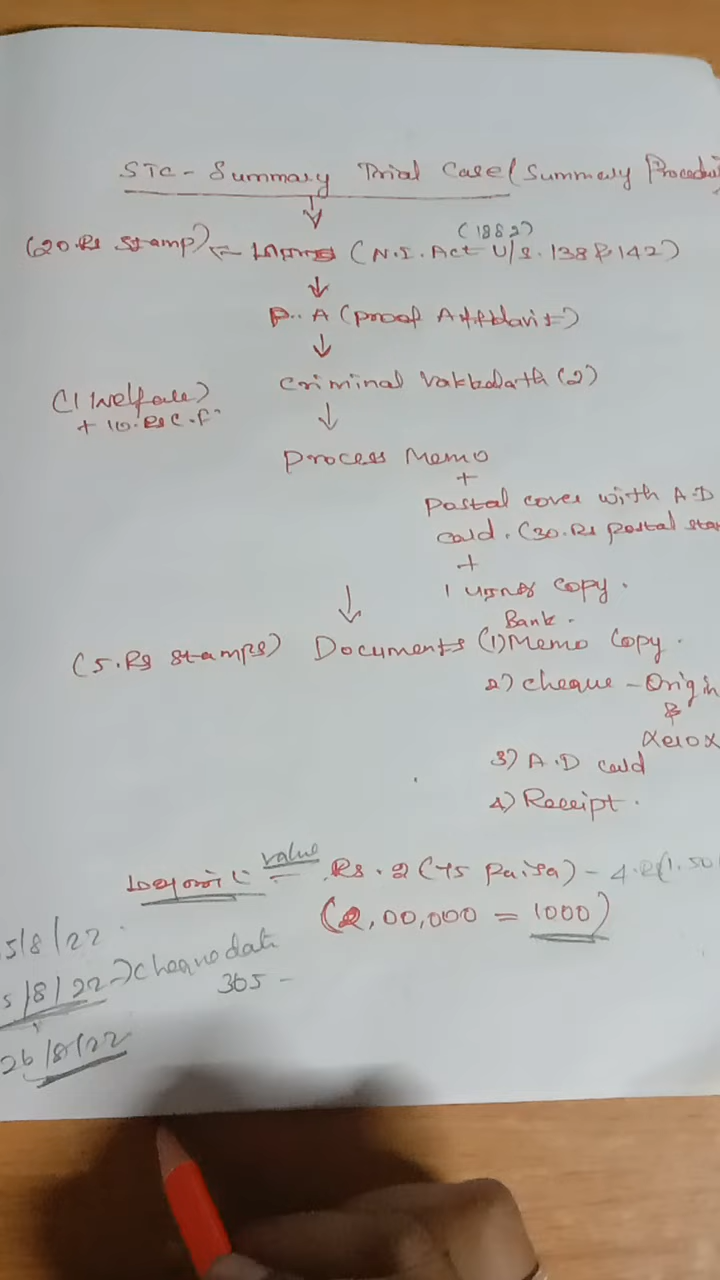 STC - Summary Trial Case (Summary Procedu
(1882)
(20.Rs Stamp) = (N.I. Act U/s. 138 & 142)
P.. A (Proof Affidavit)
Criminal Vakkalath (2)
(1 Welfare)
+ 10.Rs C.F
Process Memo
+
Postal cover with A.D
card. (30.Rs Postal Sta
+
1 copy.
Bank.
(5.Rs Stamps) Documents (1) Memo Copy.
2) Cheque - Origin
&
Xerox
3) A.D card
4) Receipt.
value
Rs. 2 (75 Paisa) - 4.R(1.50
(2,00,000 = 1000)
5/8/22
5/8/22 → Cheque date
365 -
26/8/22